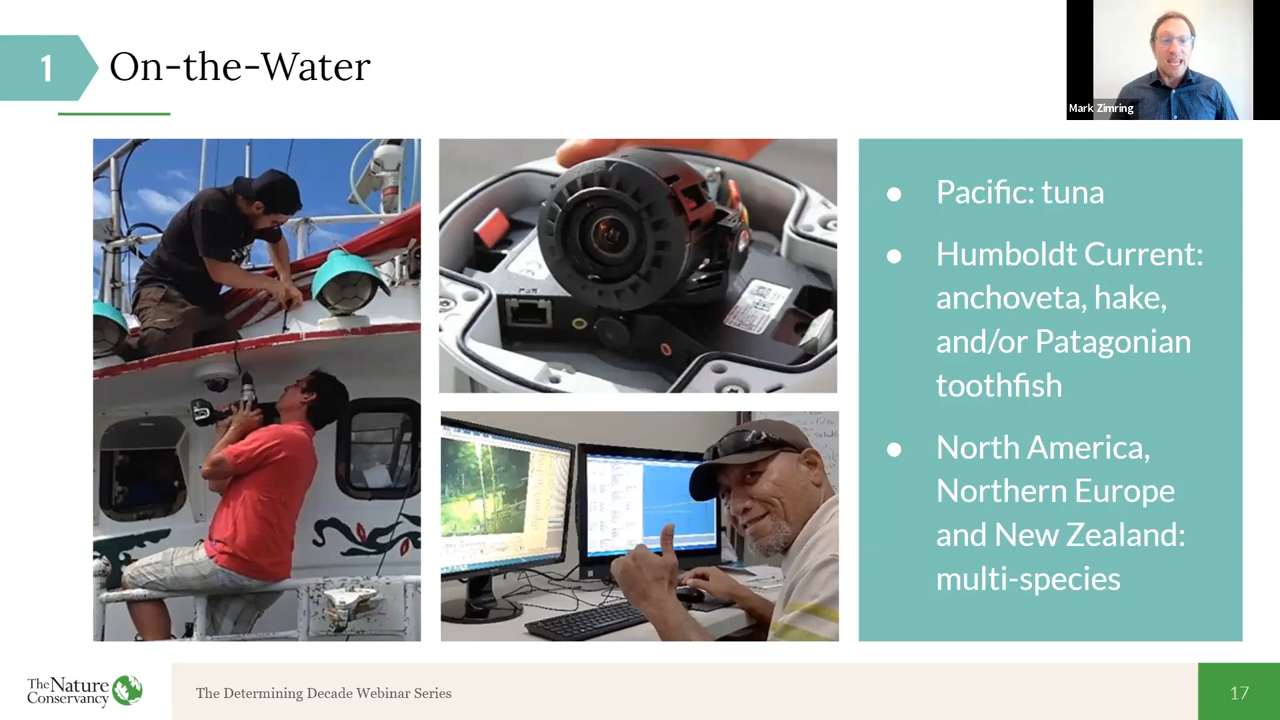 1
On-the-Water
Mark Zimring
● Pacific: tuna
● Humboldt Current:
anchoveta, hake,
and/or Patagonian
toothfish
● North America,
Northern Europe
and New Zealand:
multi-species
The Nature
Conservancy
The Determining Decade Webinar Series
17